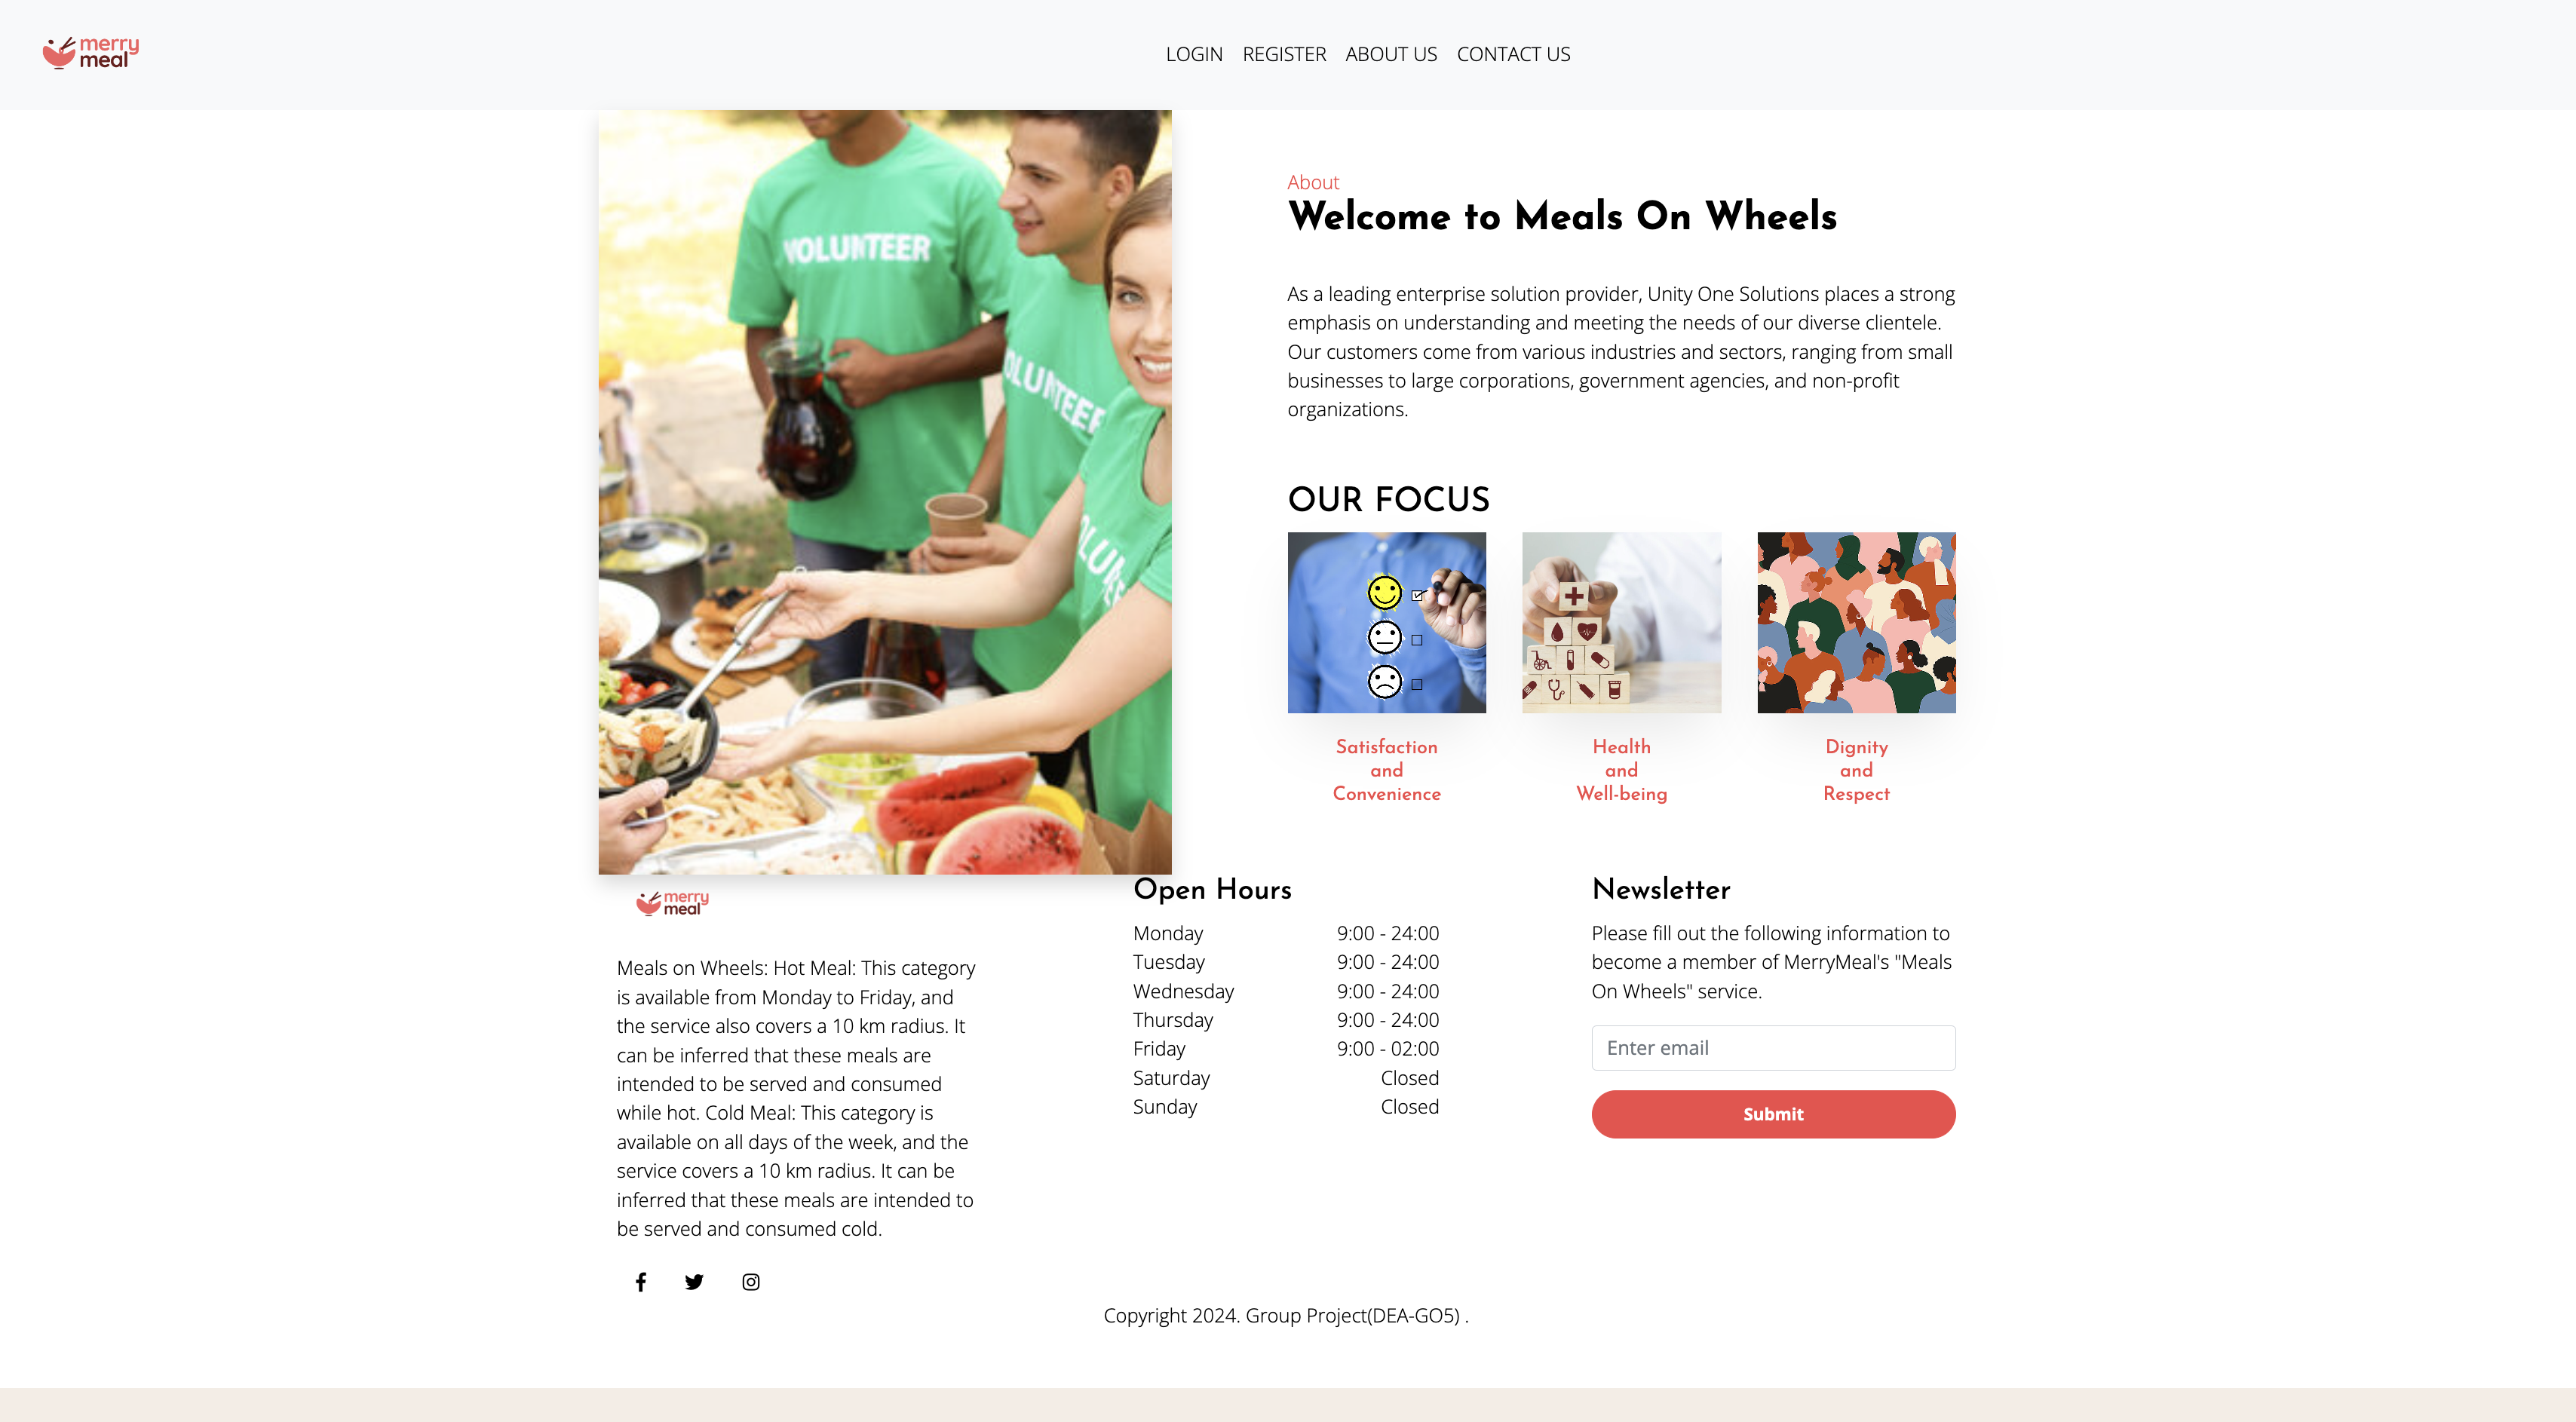 merry
meal
LOGIN REGISTER ABOUT US CONTACT US
VOLUNTEER
OLUNTEER
OLUN
About
Welcome to Meals On Wheels
As a leading enterprise solution provider, Unity One Solutions places a strong
emphasis on understanding and meeting the needs of our diverse clientele.
Our customers come from various industries and sectors, ranging from small
businesses to large corporations, government agencies, and non-profit
organizations.
OUR FOCUS
Satisfaction
and
Convenience
Health
and
Well-being
Dignity
and
Respect
merry
meal
Meals on Wheels: Hot Meal: This category
is available from Monday to Friday, and
the service also covers a 10 km radius. It
can be inferred that these meals are
intended to be served and consumed
while hot. Cold Meal: This category is
available on all days of the week, and the
service covers a 10 km radius. It can be
inferred that these meals are intended to
be served and consumed cold.
Open Hours
Monday 9:00 - 24:00
Tuesday 9:00 - 24:00
Wednesday 9:00 - 24:00
Thursday 9:00 - 24:00
Friday 9:00 - 02:00
Saturday Closed
Sunday Closed
Newsletter
Please fill out the following information to
become a member of MerryMeal's "Meals
On Wheels" service.
Enter email
Submit
Copyright 2024. Group Project(DEA-GO5) .